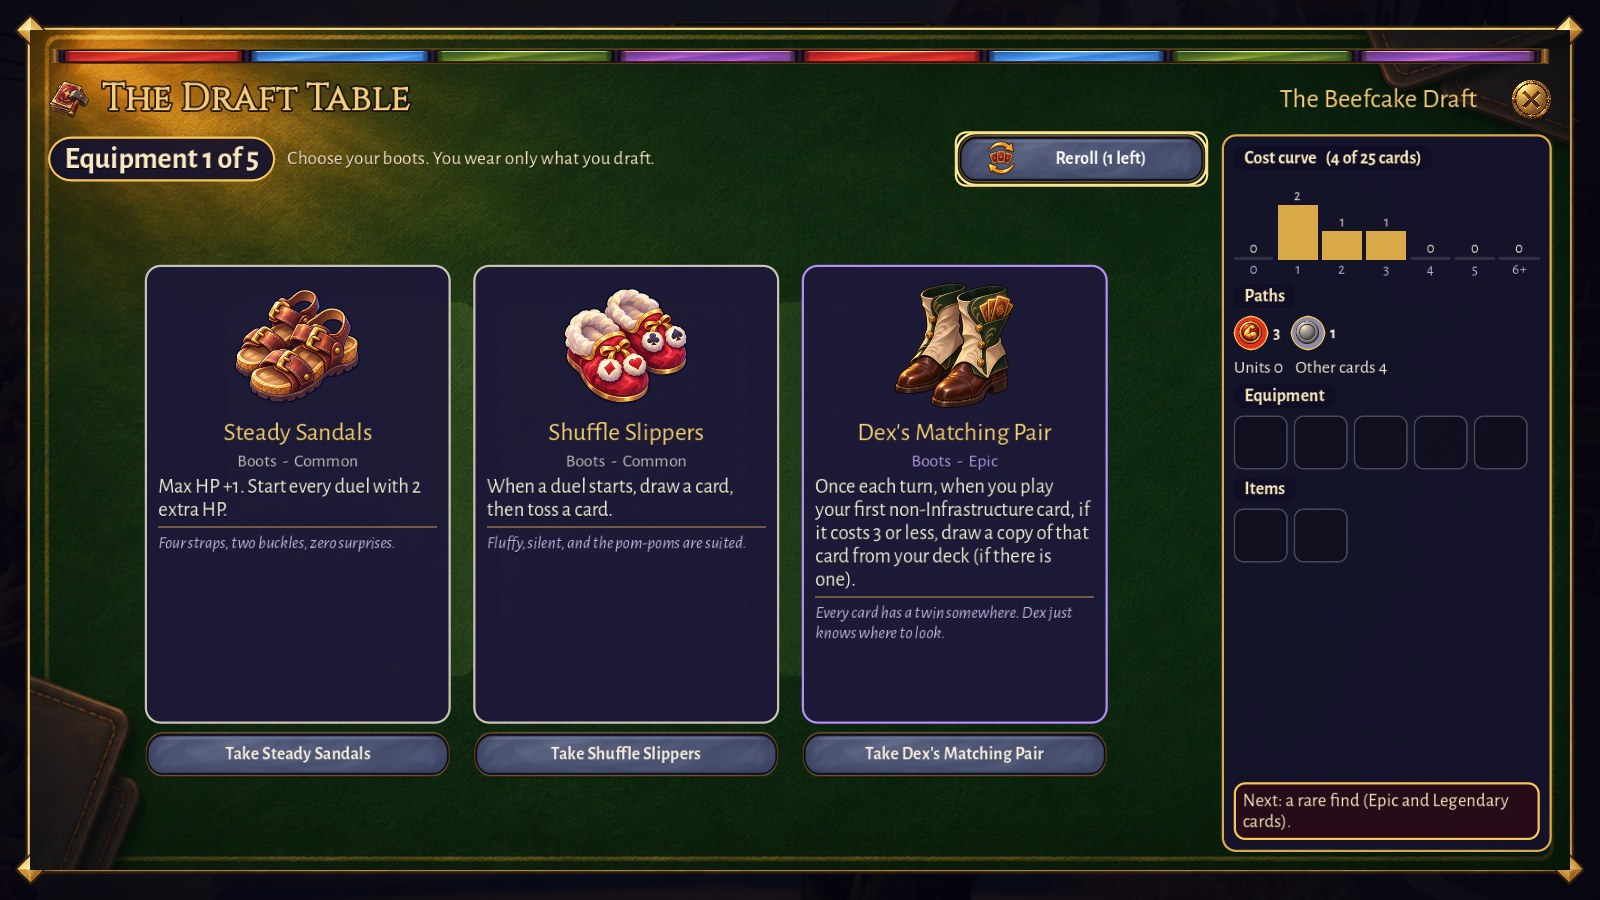 The Draft Table
The Beefcake Draft
Equipment 1 of 5
Choose your boots. You wear only what you draft.
Reroll (1 left)
Steady Sandals
Boots - Common
Max HP +1. Start every duel with 2
extra HP.
Four straps, two buckles, zero surprises.
Take Steady Sandals
Shuffle Slippers
Boots - Common
When a duel starts, draw a card,
then toss a card.
Fluffy, silent, and the pom-poms are suited.
Take Shuffle Slippers
Dex's Matching Pair
Boots - Epic
Once each turn, when you play
your first non-Infrastructure card, if
it costs 3 or less, draw a copy of that
card from your deck (if there is
one).
Every card has a twin somewhere. Dex just
knows where to look.
Take Dex's Matching Pair
Cost curve (4 of 25 cards)
0 2 1 1 0 0 0
0 1 2 3 4 5 6+
Paths
3 1
Units 0 Other cards 4
Equipment
Items
Next: a rare find (Epic and Legendary
cards).